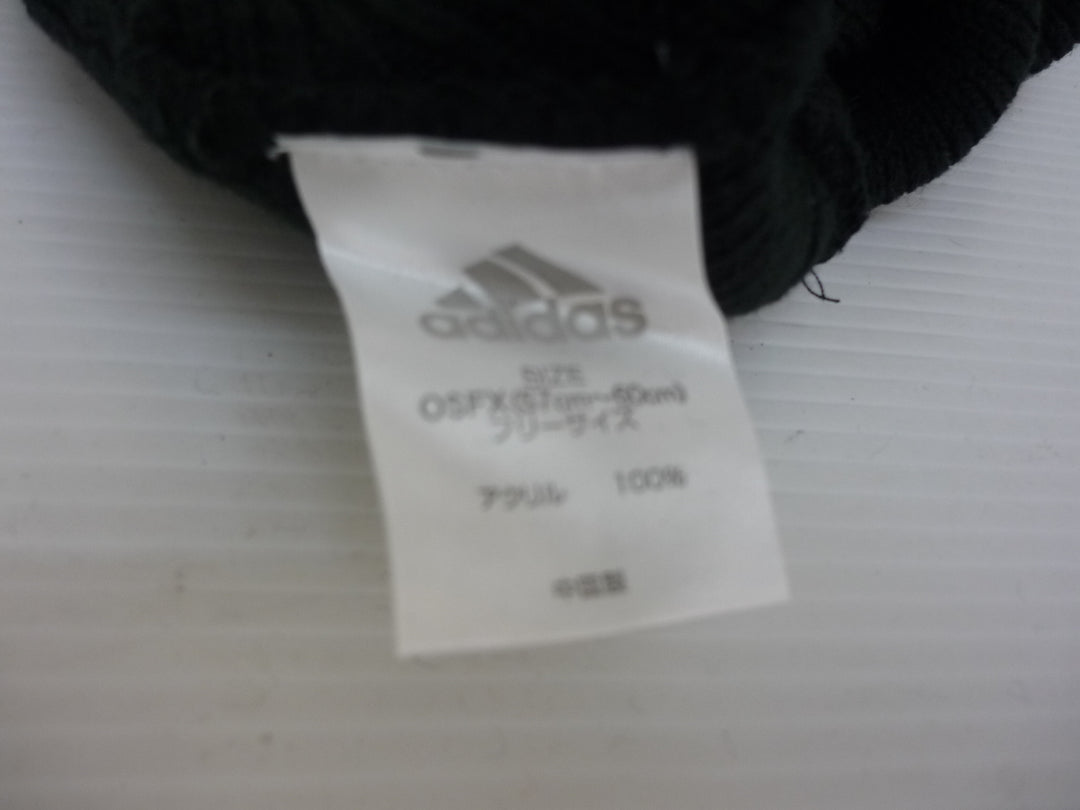 adidas
SIZE
OSFX(57cm～60cm)
フリーサイズ
アクリル 100%
中国製